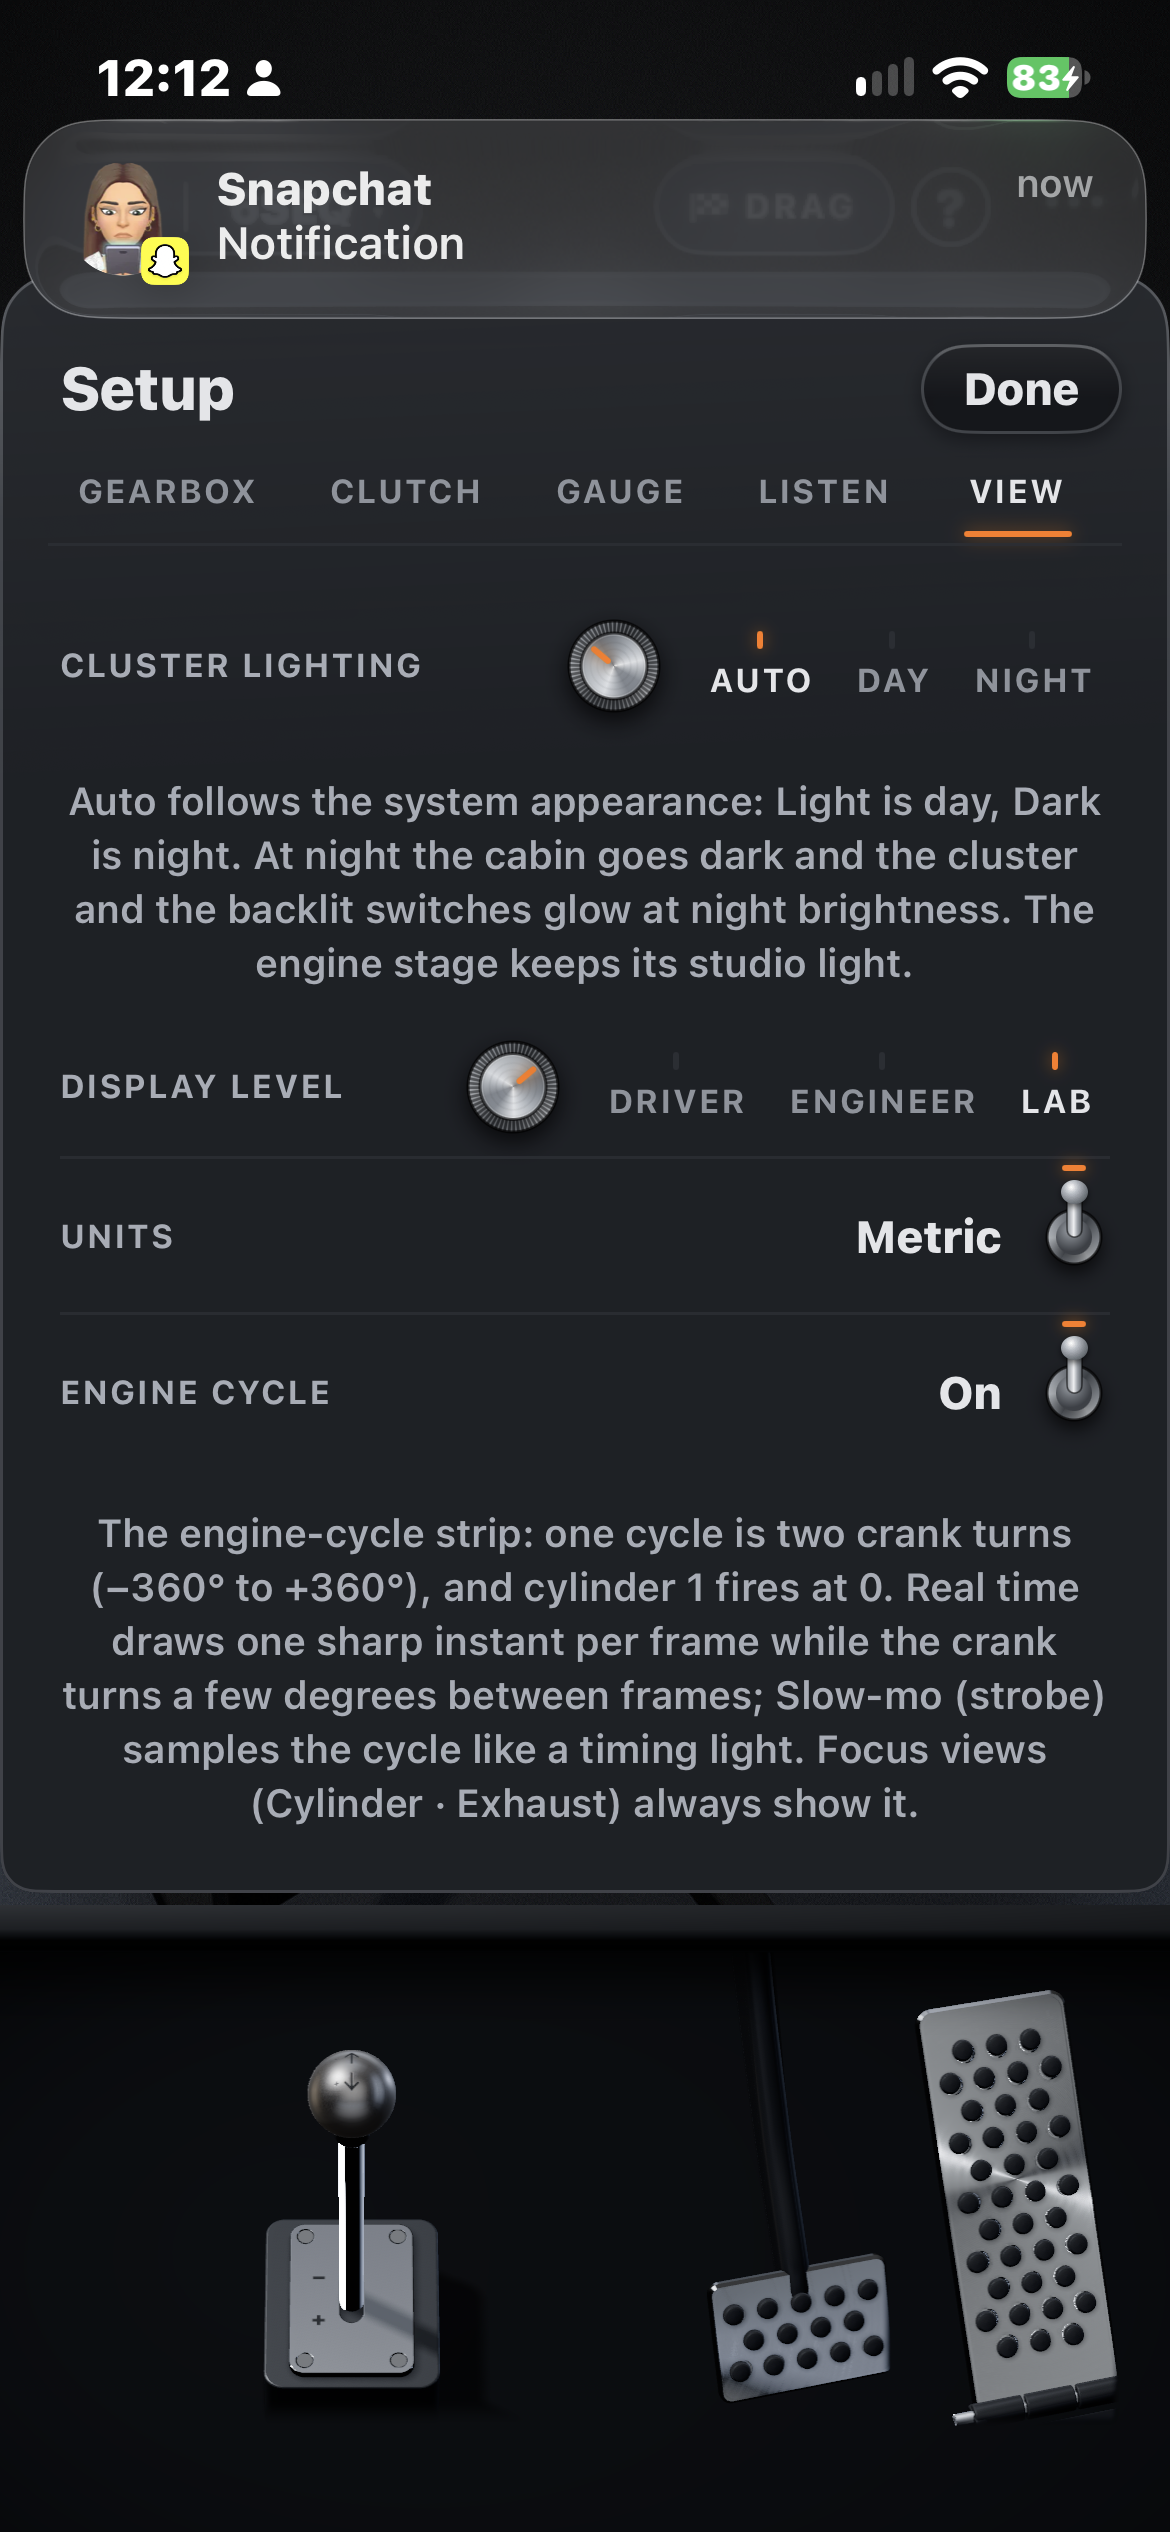 12:12
83
Snapchat
now
Notification
DRAG
?
Setup
Done
GEARBOX
CLUTCH
GAUGE
LISTEN
VIEW
CLUSTER LIGHTING
AUTO
DAY
NIGHT
Auto follows the system appearance: Light is day, Dark
is night. At night the cabin goes dark and the cluster
and the backlit switches glow at night brightness. The
engine stage keeps its studio light.
DISPLAY LEVEL
DRIVER
ENGINEER
LAB
UNITS
Metric
ENGINE CYCLE
On
The engine-cycle strip: one cycle is two crank turns
(−360° to +360°), and cylinder 1 fires at 0. Real time
draws one sharp instant per frame while the crank
turns a few degrees between frames; Slow-mo (strobe)
samples the cycle like a timing light. Focus views
(Cylinder · Exhaust) always show it.
−
+